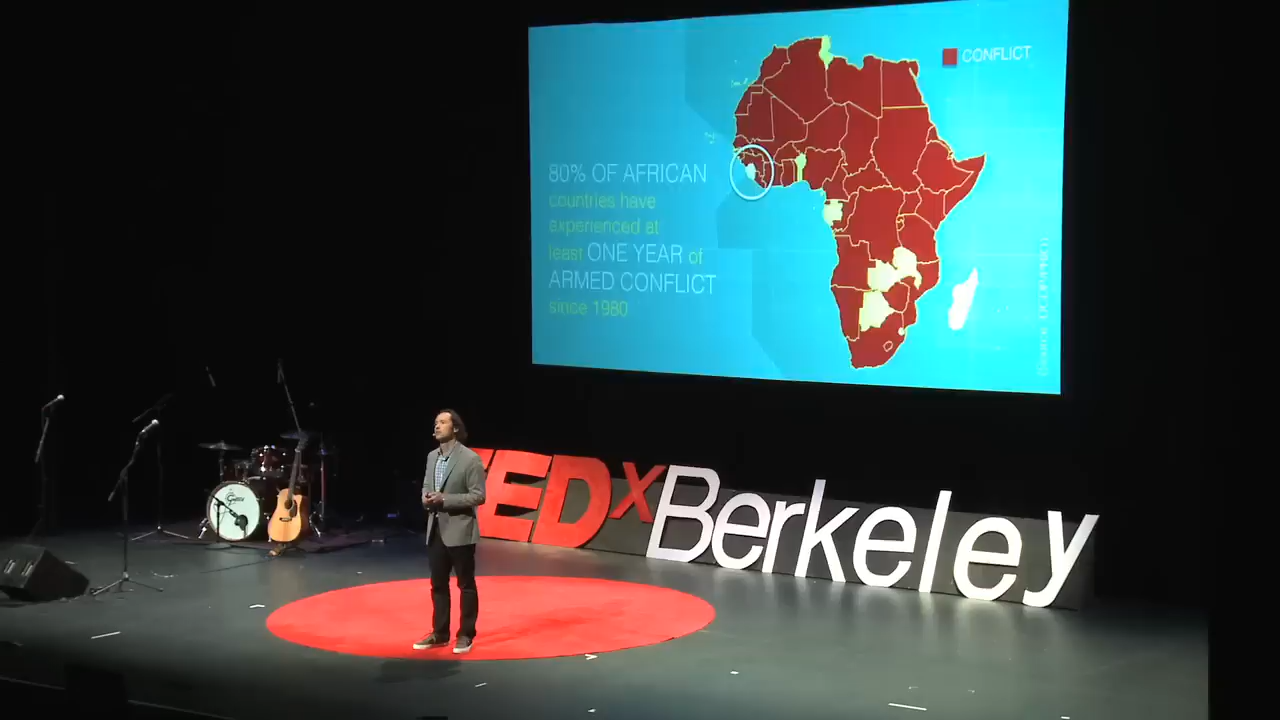 CONFLICT
80% OF AFRICAN
countries have
experienced at
least ONE YEAR of
ARMED CONFLICT
since 1980
TEDxBerkeley